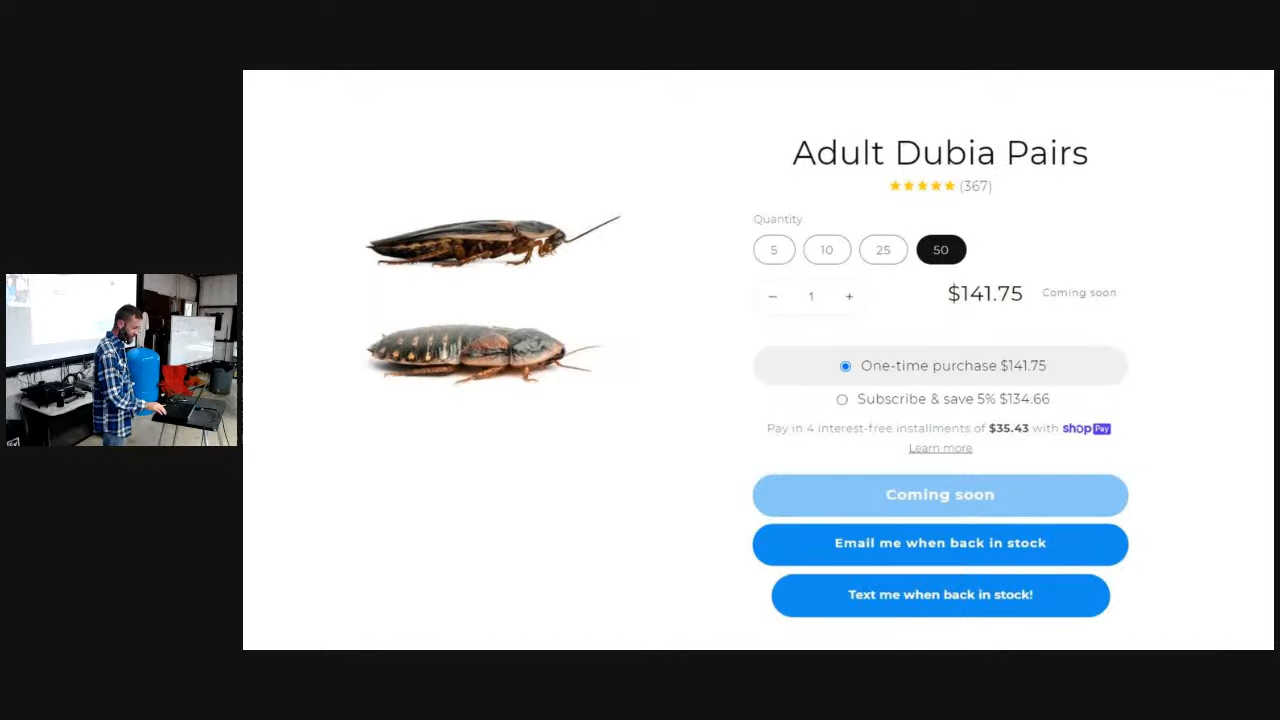 Adult Dubia Pairs
(367)
Quantity
5 10 25 50
− 1 + $141.75 Coming soon
One-time purchase $141.75
Subscribe & save 5% $134.66
Pay in 4 interest-free installments of $35.43 with shop Pay
Learn more
Coming soon
Email me when back in stock
Text me when back in stock!